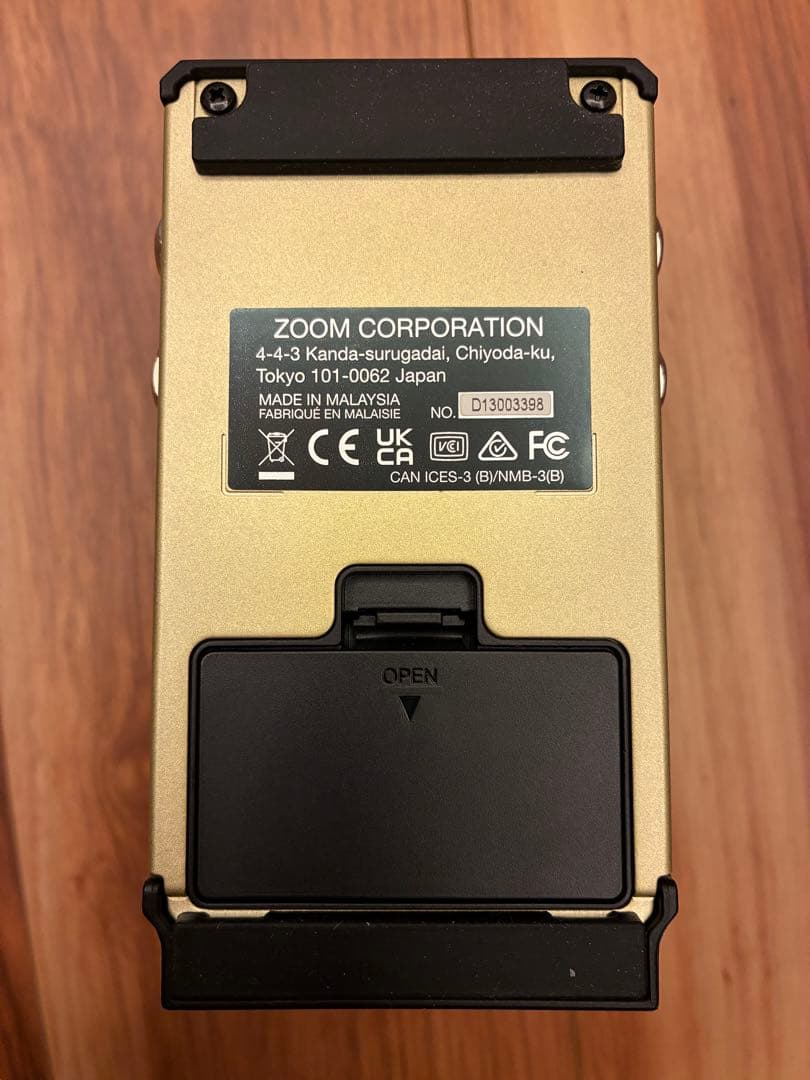 ZOOM CORPORATION
4-4-3 Kanda-surugadai, Chiyoda-ku,
Tokyo 101-0062 Japan
MADE IN MALAYSIA
FABRIQUÉ EN MALAISIE
NO. D13003398
CE UK CA VCI FC
CAN ICES-3 (B)/NMB-3(B)
OPEN